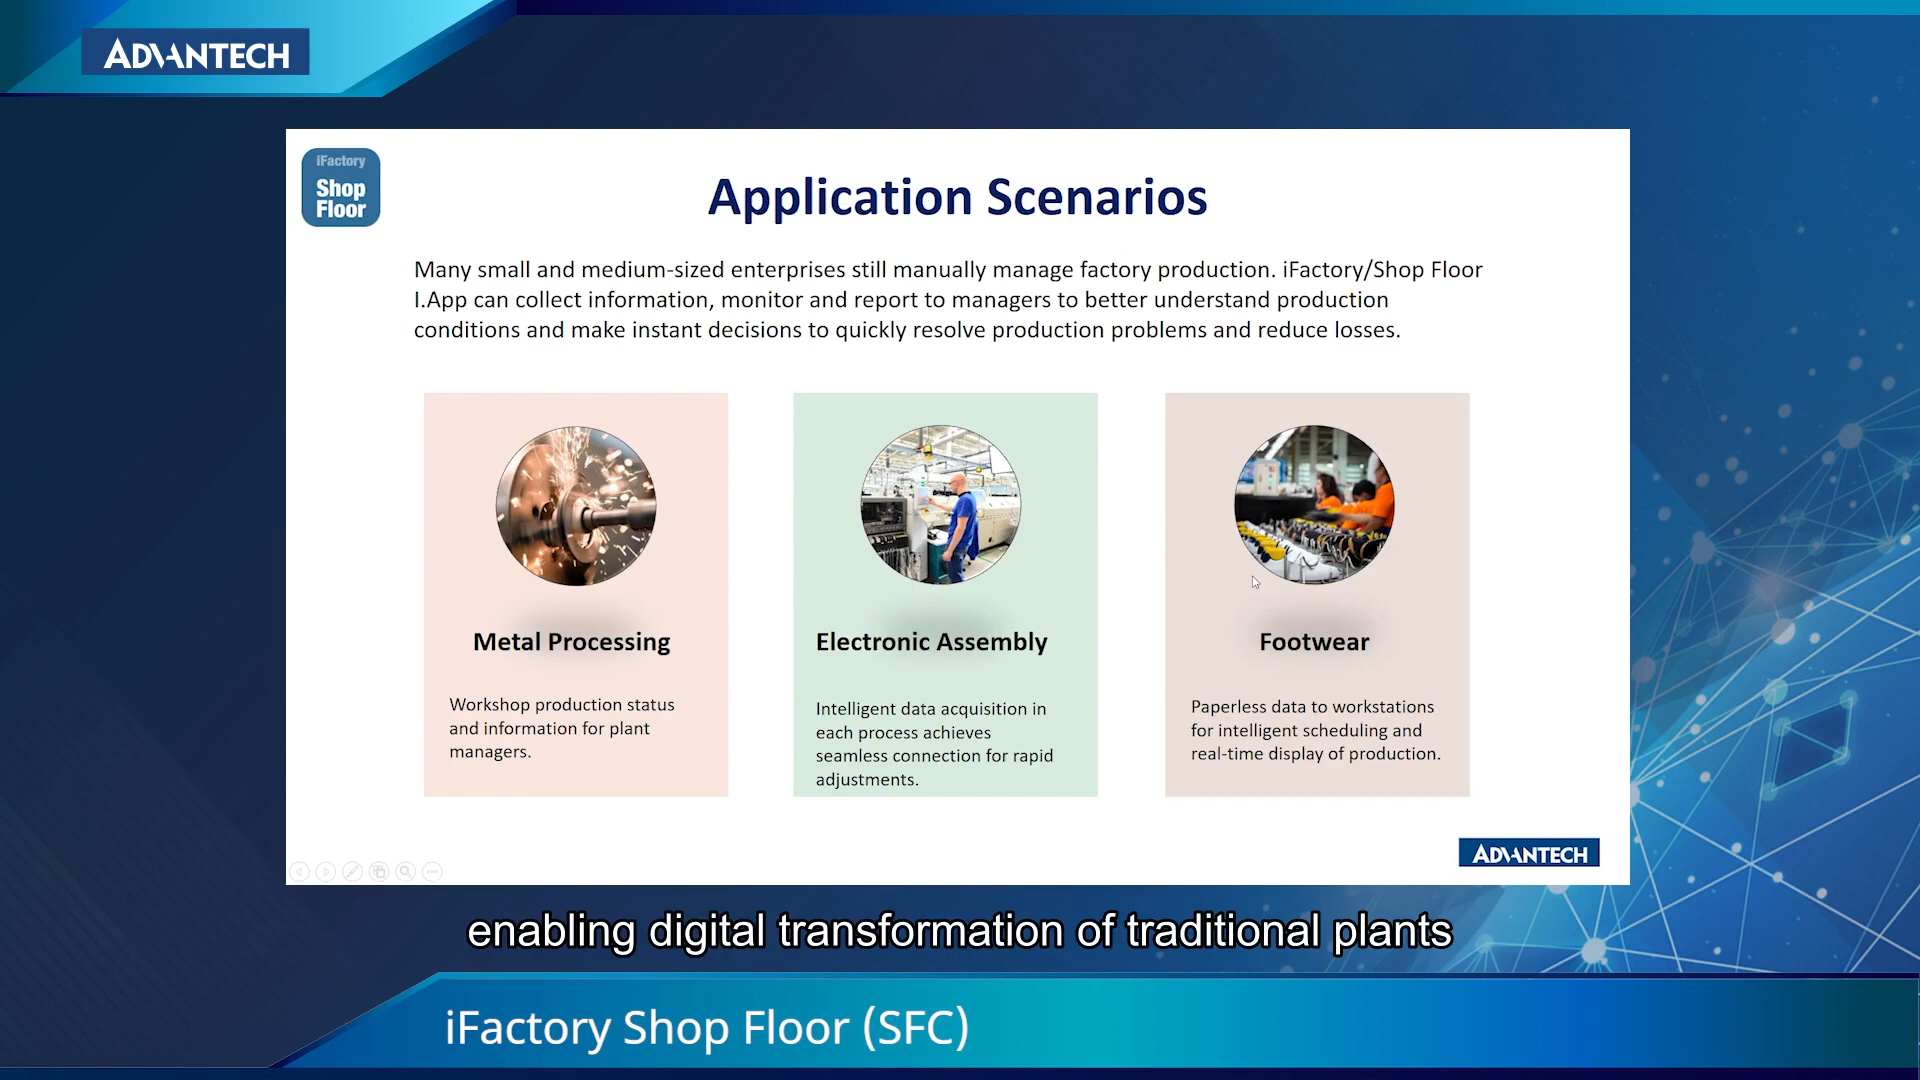 ADVANTECH
iFactory
Shop
Floor
Application Scenarios
Many small and medium-sized enterprises still manually manage factory production. iFactory/Shop Floor
I.App can collect information, monitor and report to managers to better understand production
conditions and make instant decisions to quickly resolve production problems and reduce losses.
Metal Processing
Workshop production status
and information for plant
managers.
Electronic Assembly
Intelligent data acquisition in
each process achieves
seamless connection for rapid
adjustments.
Footwear
Paperless data to workstations
for intelligent scheduling and
real-time display of production.
ADVANTECH
enabling digital transformation of traditional plants
iFactory Shop Floor (SFC)